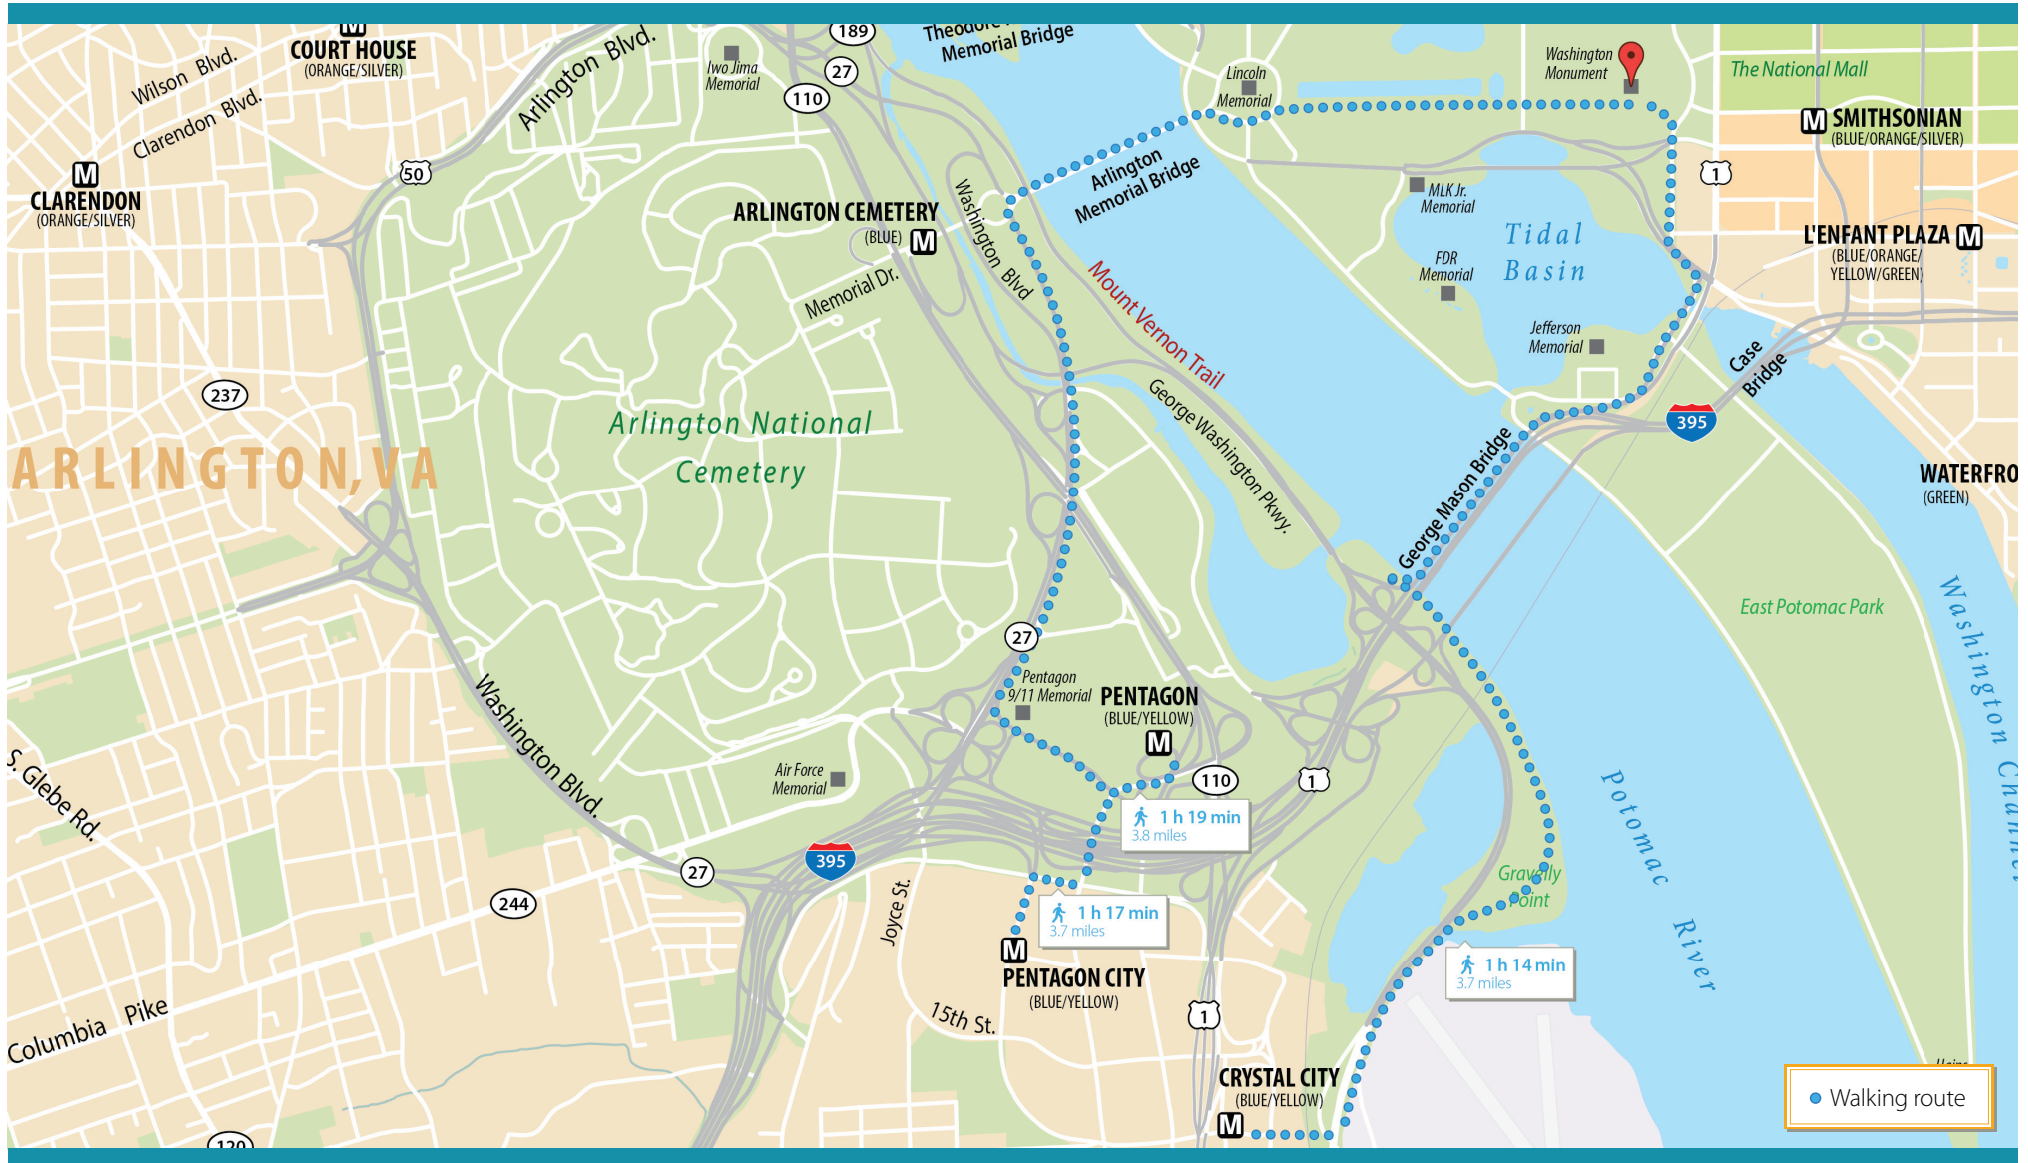 M
COURT HOUSE
(ORANGE/SILVER)
Wilson Blvd.
Clarendon Blvd.
Arlington Blvd.
Iwo Jima
Memorial
189
27
110
Memorial Bridge
Lincoln
Memorial
Washington
Monument
The National Mall
M SMITHSONIAN
(BLUE/ORANGE/SILVER)
M
CLARENDON
(ORANGE/SILVER)
50
1
Arlington
Memorial Bridge
MLK Jr.
Memorial
ARLINGTON CEMETERY
(BLUE) M
Washington Blvd
Memorial Dr.
Tidal
Basin
FDR
Memorial
L'ENFANT PLAZA M
(BLUE/ORANGE/
YELLOW/GREEN)
Mount Vernon Trail
Jefferson
Memorial
Case
Bridge
237
George Washington Pkwy.
Arlington National
Cemetery
395
ARLINGTON, VA
George Mason Bridge
WATERFRO
(GREEN)
East Potomac Park
Washington Channel
27
Pentagon
9/11 Memorial
PENTAGON
(BLUE/YELLOW)
M
Washington Blvd.
Air Force
Memorial
110
1
S. Glebe Rd.
1 h 19 min
3.8 miles
Potomac River
395
27
244
Gravelly
Point
Joyce St.
1 h 17 min
3.7 miles
M
PENTAGON CITY
(BLUE/YELLOW)
1 h 14 min
3.7 miles
Columbia Pike
15th St.
1
CRYSTAL CITY
(BLUE/YELLOW)
M
Walking route
120